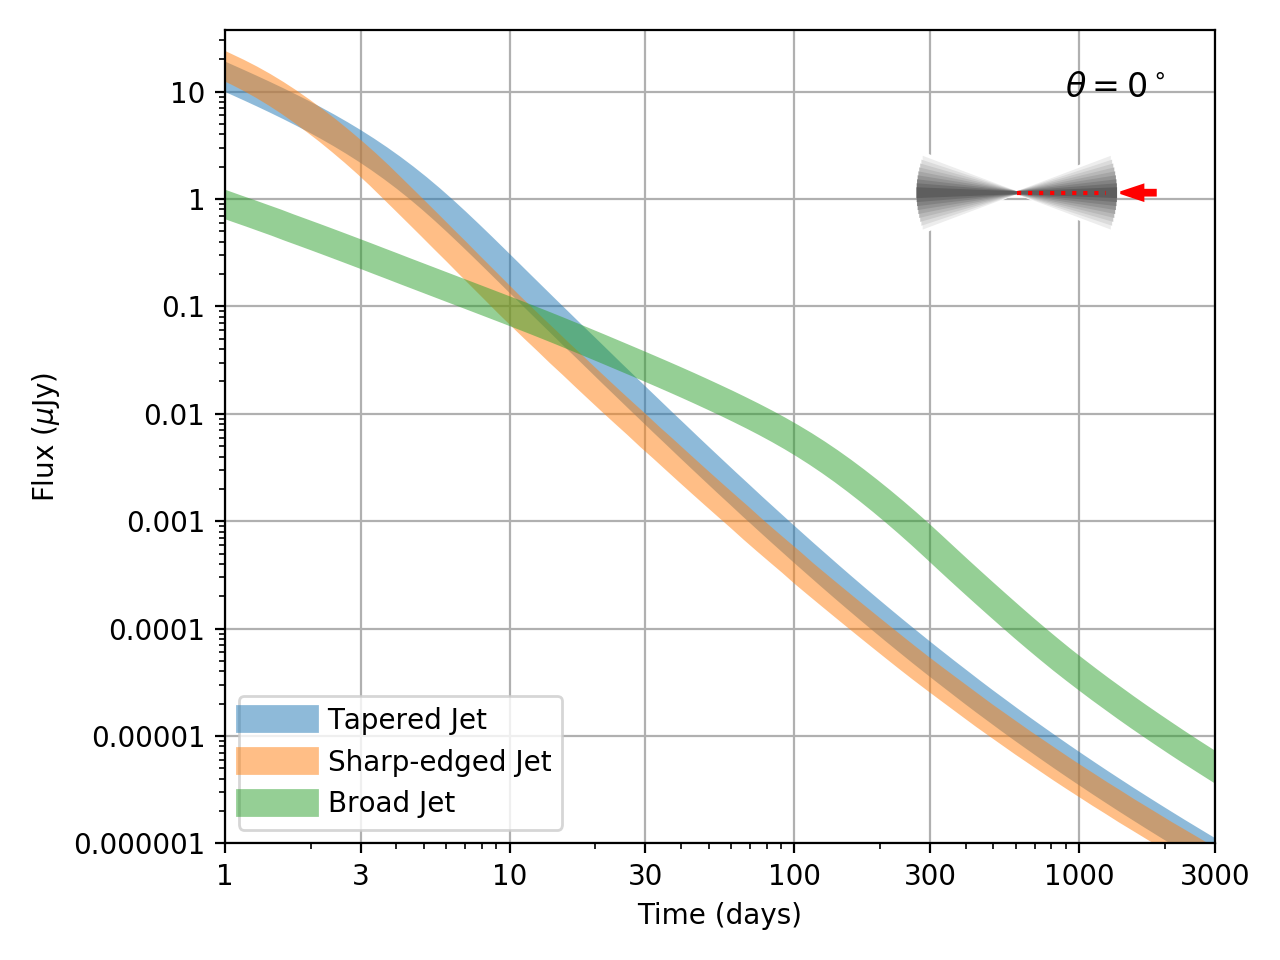 θ = 0°
Flux (μJy)
10
1
0.1
0.01
0.001
0.0001
0.00001
0.000001
Tapered Jet
Sharp-edged Jet
Broad Jet
1 3 10 30 100 300 1000 3000
Time (days)